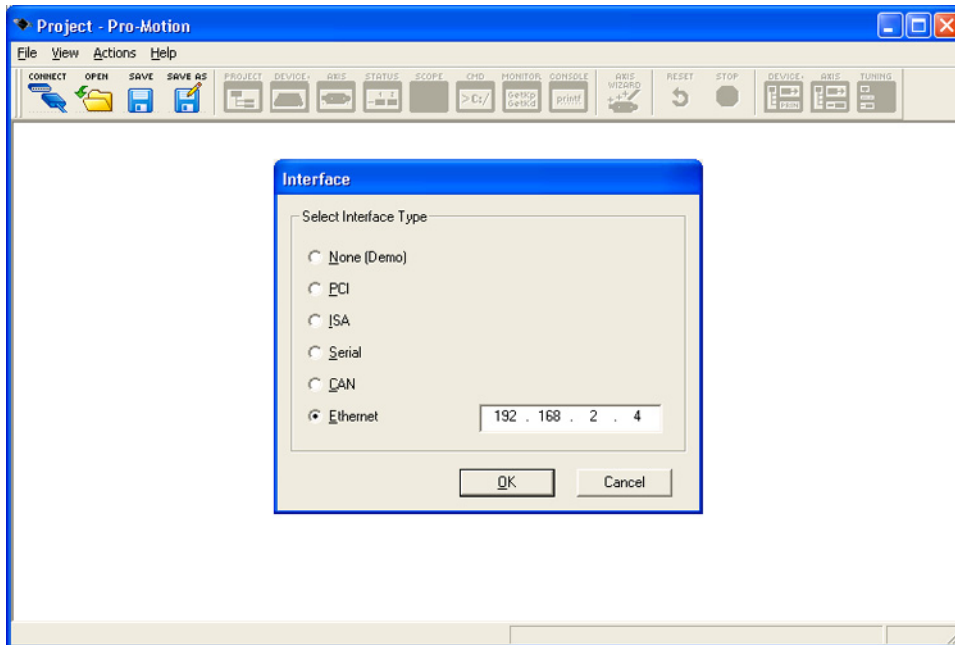 Project - Pro-Motion
File View Actions Help
CONNECT OPEN SAVE SAVE AS PROJECT DEVICE AXIS STATUS SCOPE CMD MONITOR CONSOLE AXIS WIZARD RESET STOP DEVICE AXIS TUNING
>C:/ GetKp GetKd printf
Interface
Select Interface Type
None (Demo)
PCI
ISA
Serial
CAN
Ethernet 192 . 168 . 2 . 4
OK Cancel